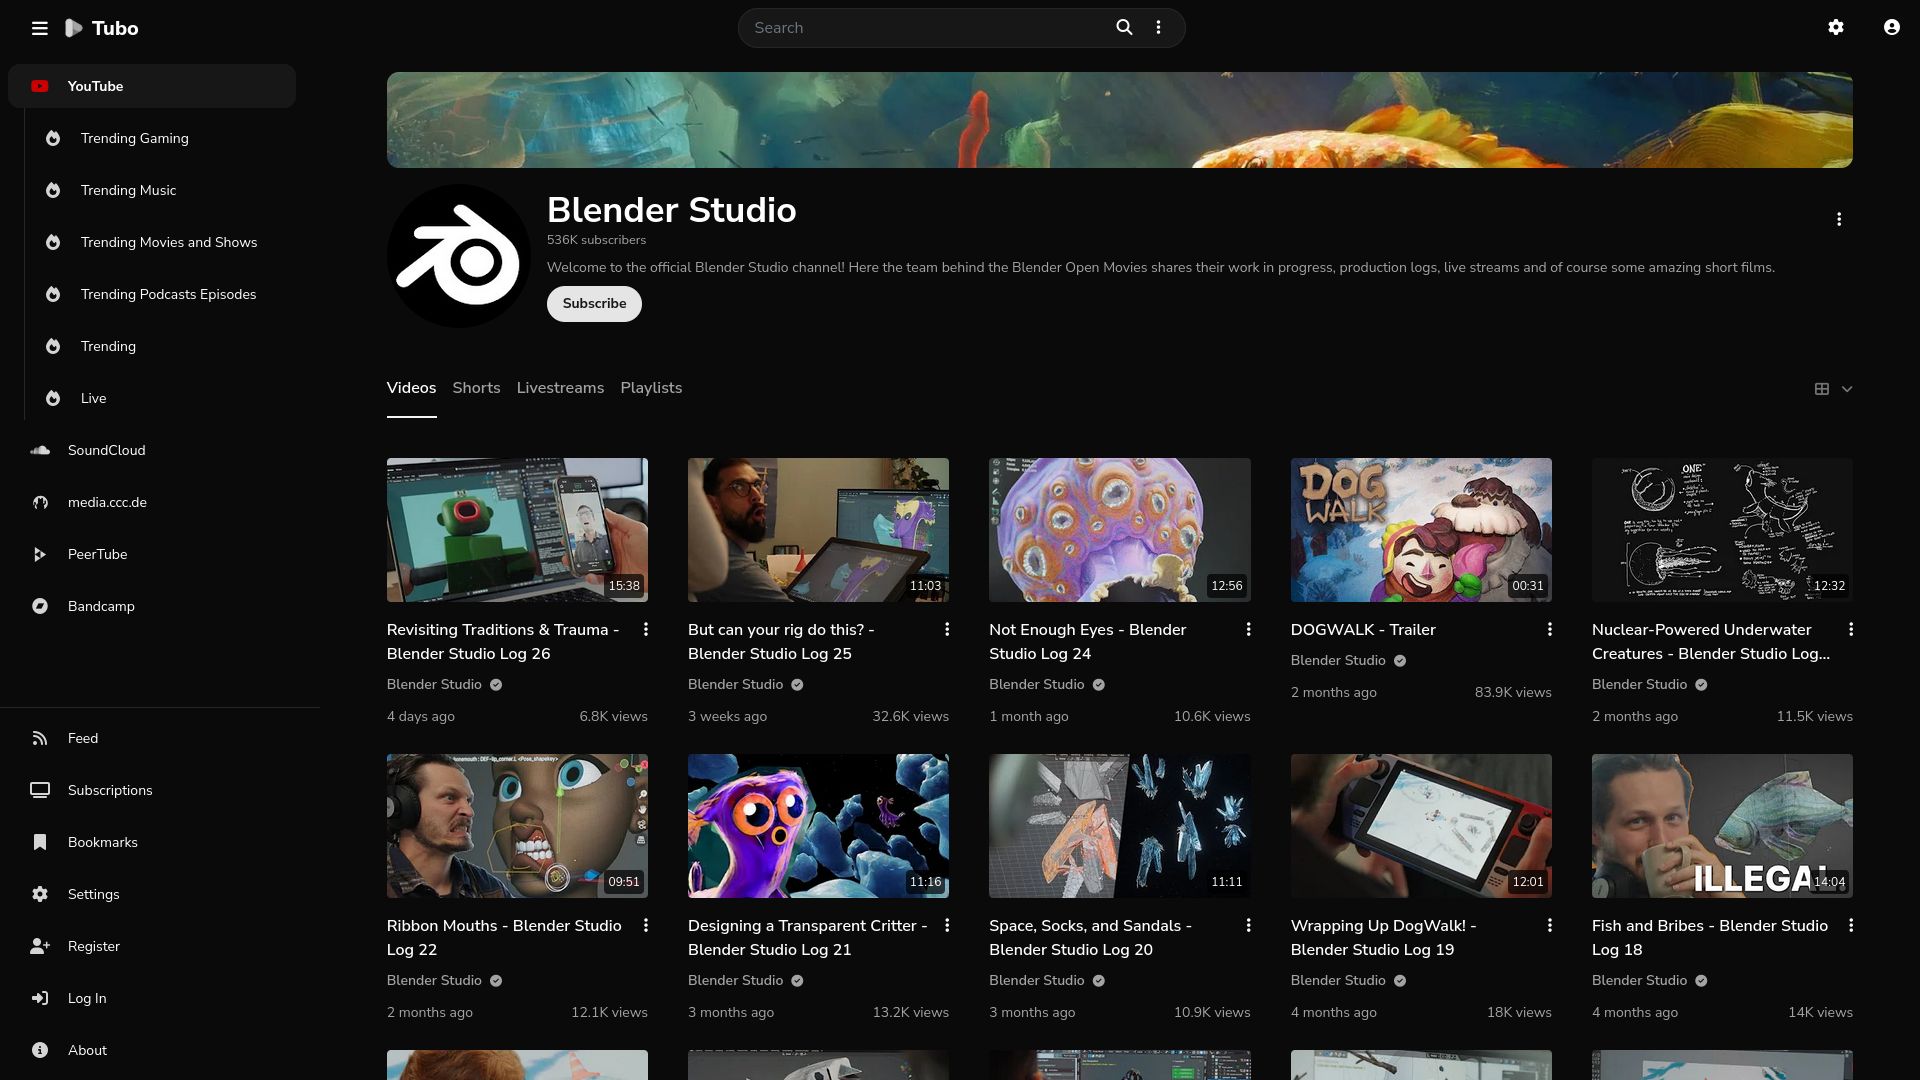 Tubo
Search
YouTube
Trending Gaming
Trending Music
Trending Movies and Shows
Trending Podcasts Episodes
Trending
Live
SoundCloud
media.ccc.de
PeerTube
Bandcamp
Feed
Subscriptions
Bookmarks
Settings
Register
Log In
About
Blender Studio
536K subscribers
Welcome to the official Blender Studio channel! Here the team behind the Blender Open Movies shares their work in progress, production logs, live streams and of course some amazing short films.
Subscribe
Videos Shorts Livestreams Playlists
15:38
Revisiting Traditions & Trauma -
Blender Studio Log 26
Blender Studio
4 days ago 6.8K views
11:03
But can your rig do this? -
Blender Studio Log 25
Blender Studio
3 weeks ago 32.6K views
12:56
Not Enough Eyes - Blender
Studio Log 24
Blender Studio
1 month ago 10.6K views
DOG
WALK
00:31
DOGWALK - Trailer
Blender Studio
2 months ago 83.9K views
"ONE"
12:32
Nuclear-Powered Underwater
Creatures - Blender Studio Log...
Blender Studio
2 months ago 11.5K views
09:51
Ribbon Mouths - Blender Studio
Log 22
Blender Studio
2 months ago 12.1K views
11:16
Designing a Transparent Critter -
Blender Studio Log 21
Blender Studio
3 months ago 13.2K views
11:11
Space, Socks, and Sandals -
Blender Studio Log 20
Blender Studio
3 months ago 10.9K views
12:01
Wrapping Up DogWalk! -
Blender Studio Log 19
Blender Studio
4 months ago 18K views
ILLEGA
14:04
Fish and Bribes - Blender Studio
Log 18
Blender Studio
4 months ago 14K views